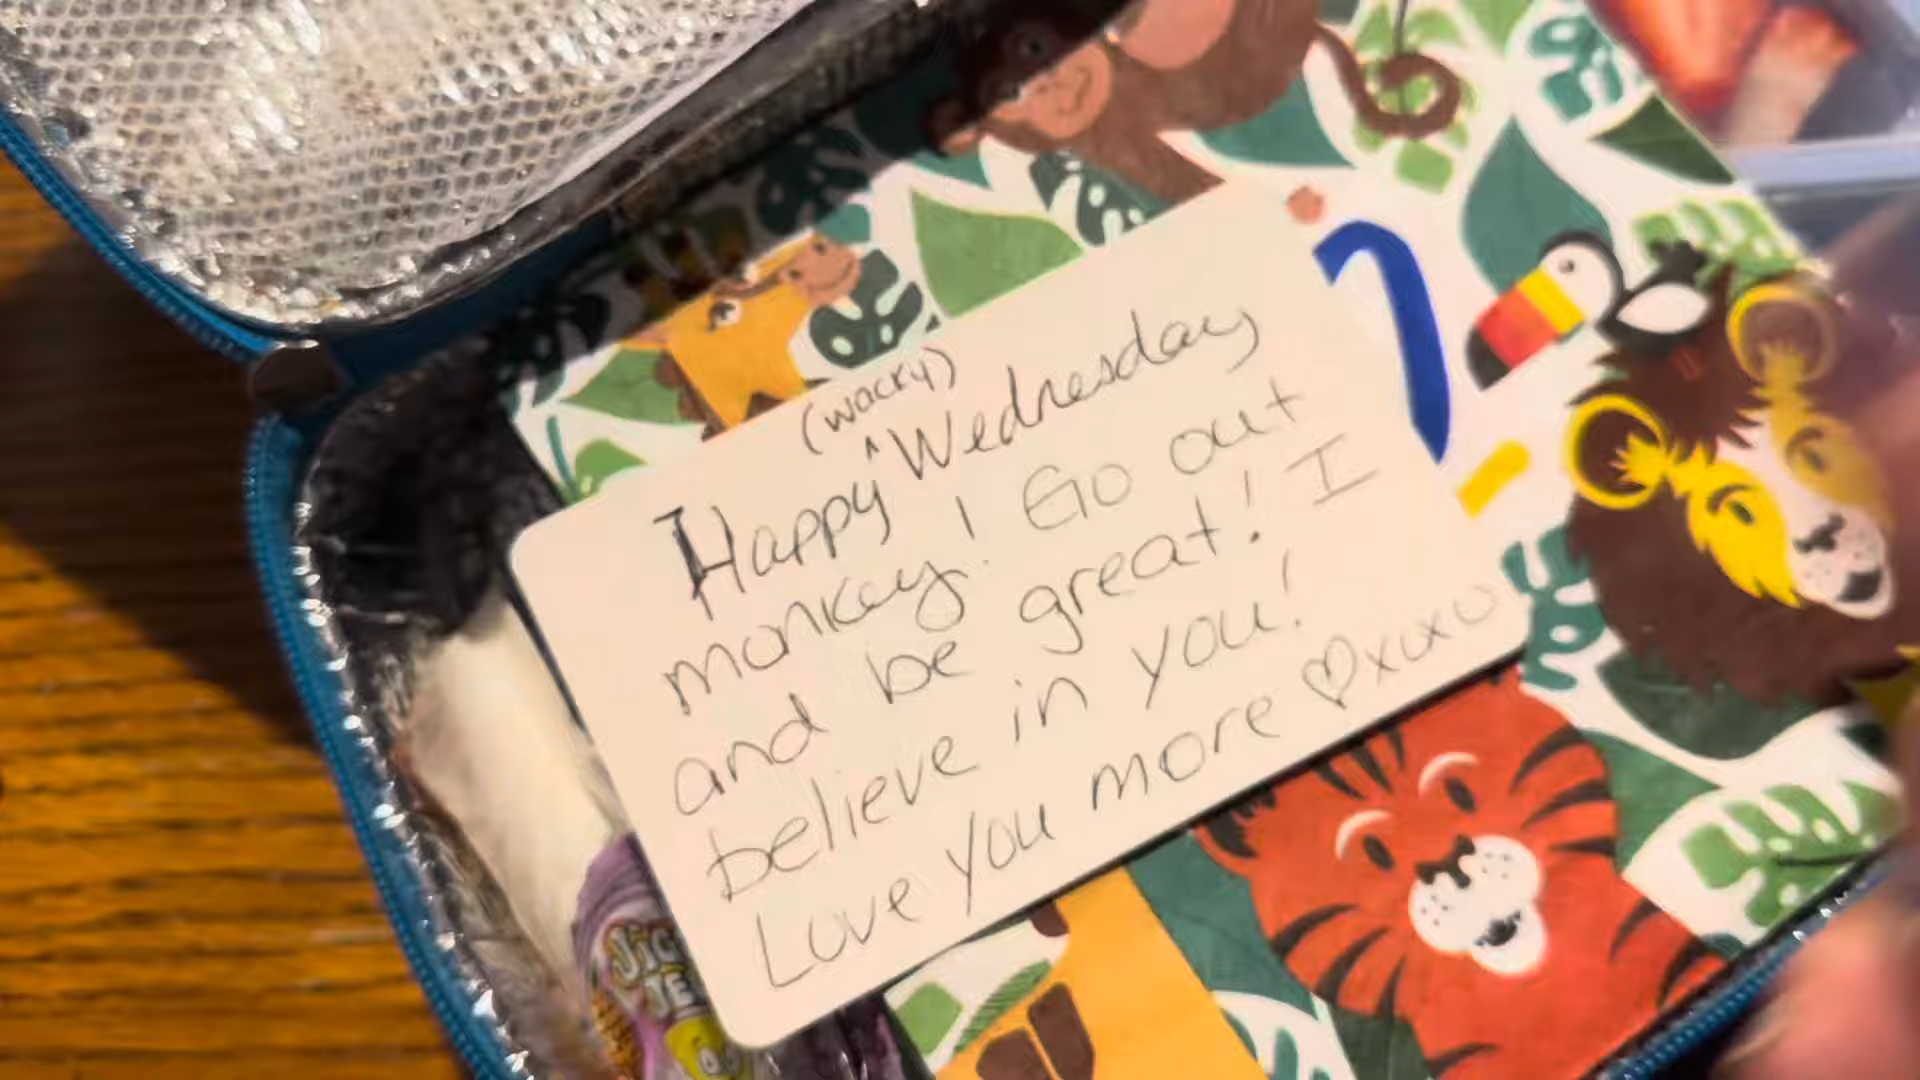 (wacky)
Happy ^ Wednesday
monkey! Go out
and be great! I
believe in you!
Love you more ♡xoxo